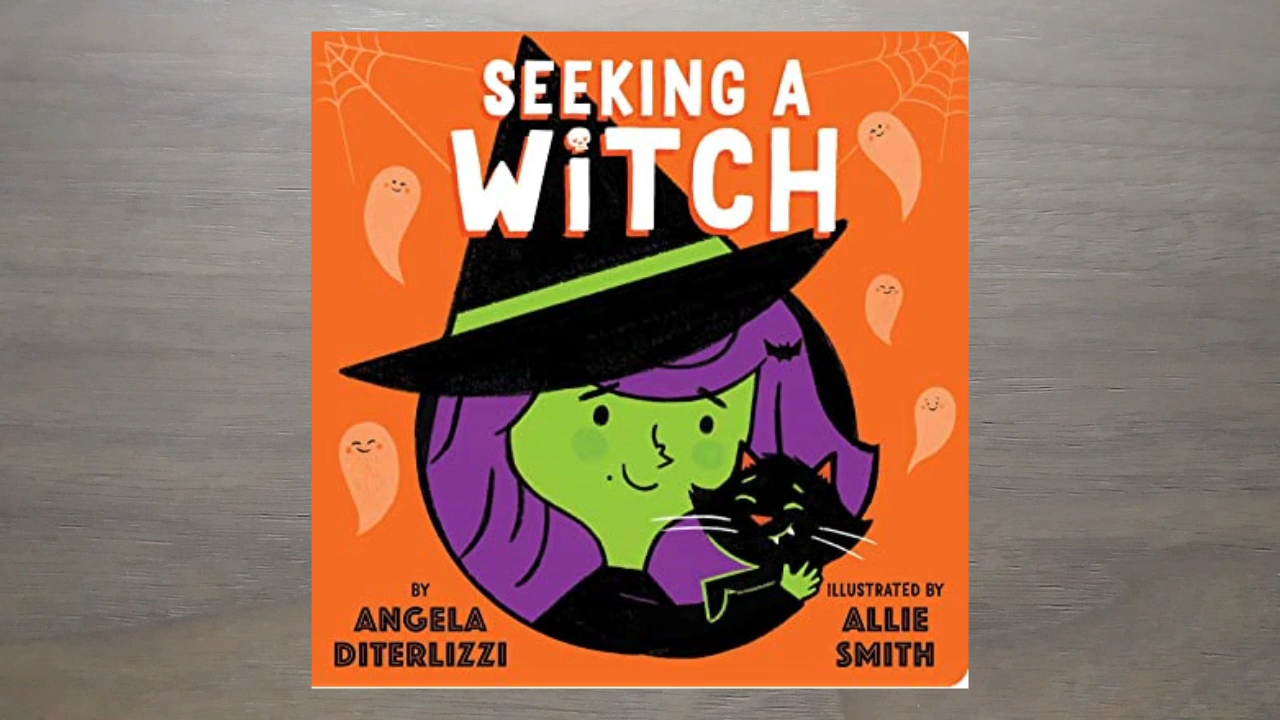 SEEKING A
WiTCH
BY
ANGELA
DITERLIZZI
ILLUSTRATED BY
ALLIE
SMITH